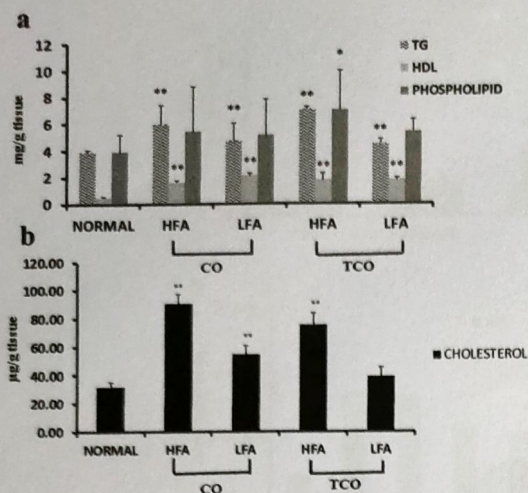 a
12
10
8
6
4
2
0
mg/g tissue
TG
HDL
PHOSPHOLIPID
** ** ** ** ** ** * ** **
NORMAL HFA LFA HFA LFA
CO TCO
b
120.00
100.00
80.00
60.00
40.00
20.00
0.00
µg/g tissue
CHOLESTEROL
** ** **
NORMAL HFA LFA HFA LFA
CO TCO